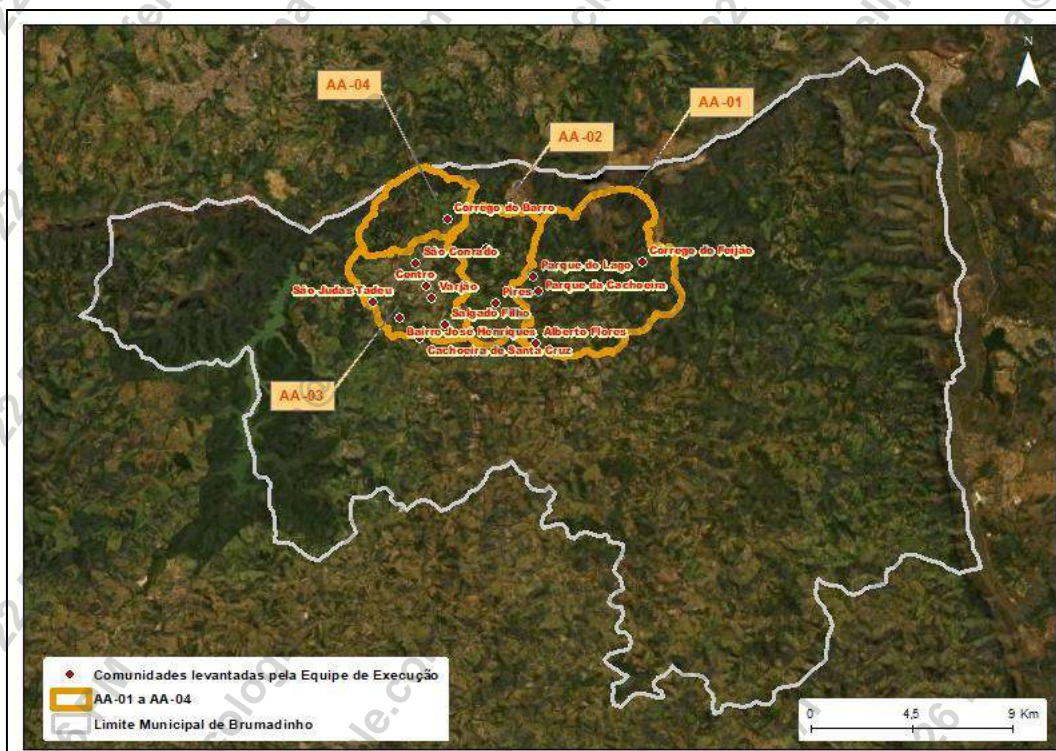 N
AA-04
AA-01
AA-02
Corrego do Barro
São Conrado
Corrego do Feijão
Parque do Lago
Centro
Parque da Cachoeira
São Judas Tadeu
Varjão
Pires
Salgado Filho
Bairro José Henriques
Alberto Flores
Cachoeira de Santa Cruz
AA-03
Comunidades levantadas pela Equipe de Execução
AA-01 a AA-04
Limite Municipal de Brumadinho
0 4,5 9 Km